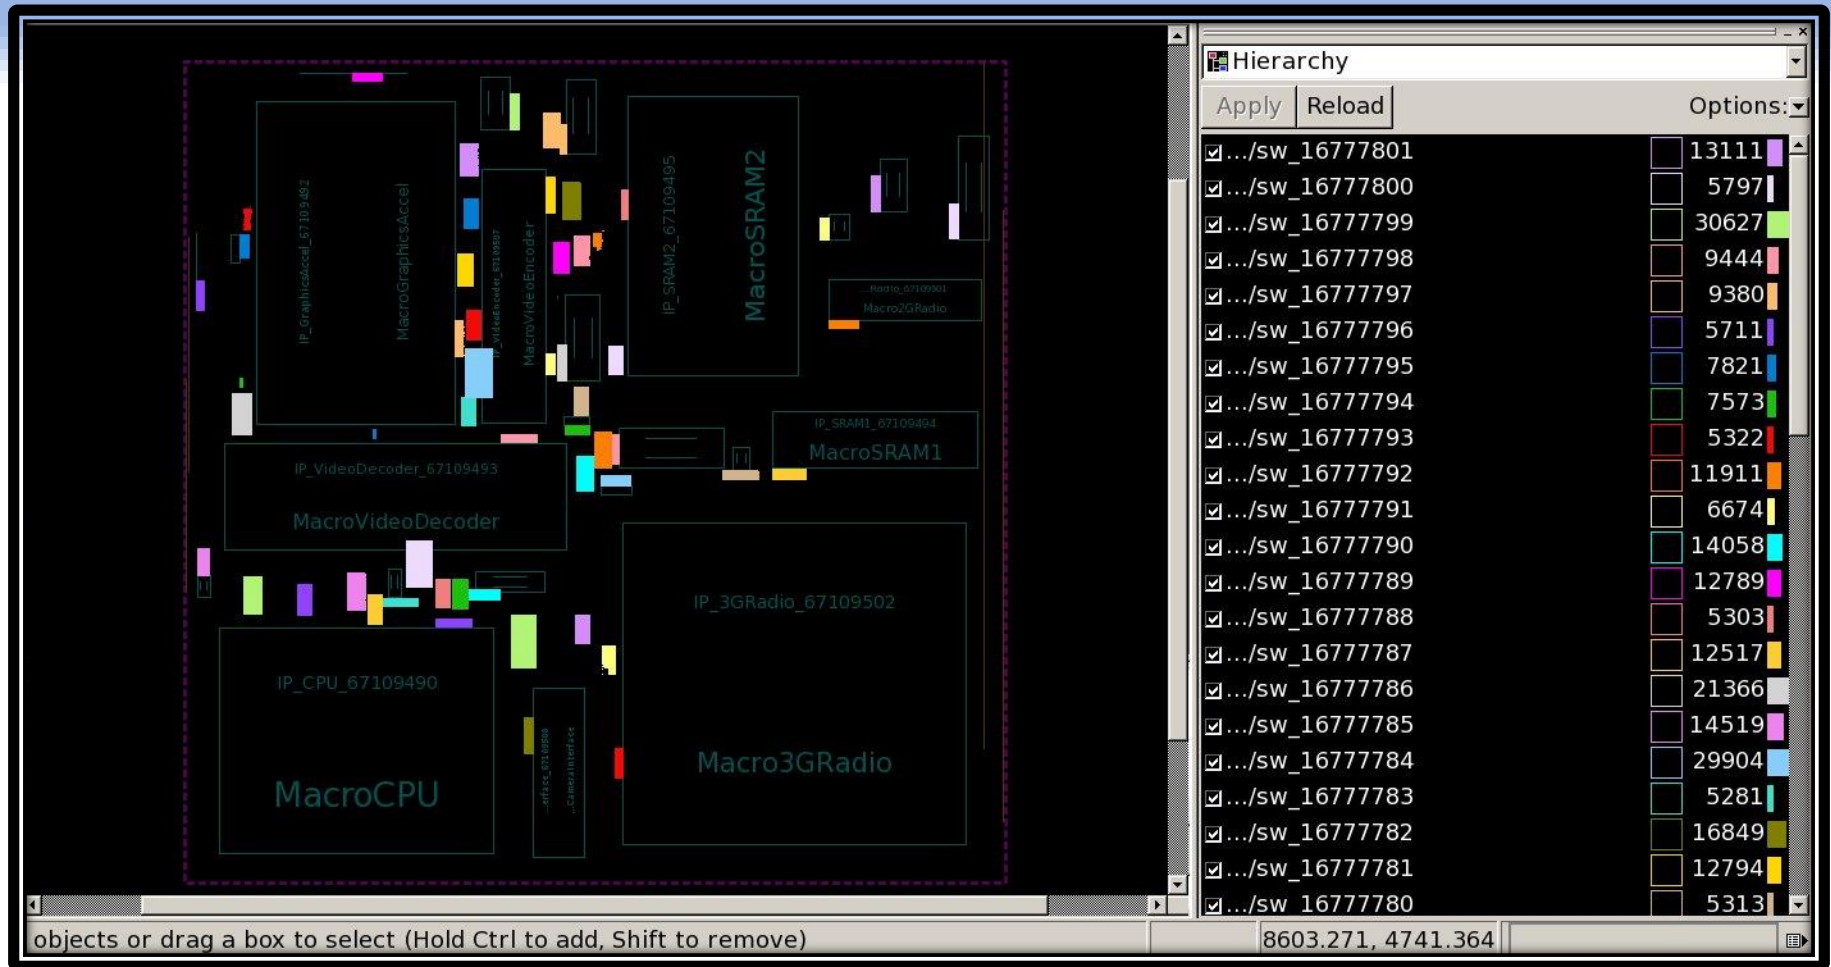 Hierarchy
Apply
Reload
Options:
.../sw_16777801 13111
.../sw_16777800 5797
.../sw_16777799 30627
.../sw_16777798 9444
.../sw_16777797 9380
.../sw_16777796 5711
.../sw_16777795 7821
.../sw_16777794 7573
.../sw_16777793 5322
.../sw_16777792 11911
.../sw_16777791 6674
.../sw_16777790 14058
.../sw_16777789 12789
.../sw_16777788 5303
.../sw_16777787 12517
.../sw_16777786 21366
.../sw_16777785 14519
.../sw_16777784 29904
.../sw_16777783 5281
.../sw_16777782 16849
.../sw_16777781 12794
.../sw_16777780 5313
IP_GraphicsAccel_67109492
MacroGraphicsAccel
MacroVideoEncoder
IP_SRAM2_67109495
MacroSRAM2
...Radio_67109501
Macro2GRadio
IP_SRAM1_67109494
MacroSRAM1
IP_VideoDecoder_67109493
MacroVideoDecoder
IP_3GRadio_67109502
Macro3GRadio
IP_CPU_67109490
MacroCPU
...CameraInterface
objects or drag a box to select (Hold Ctrl to add, Shift to remove)
8603.271, 4741.364